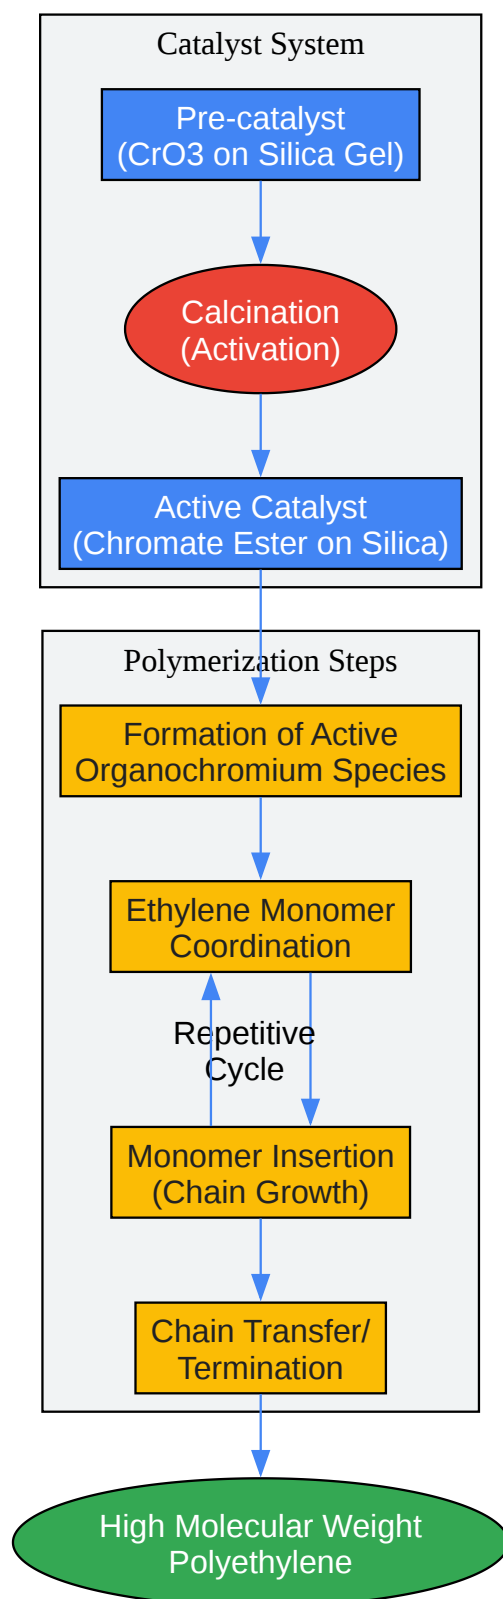 Catalyst System
Pre-catalyst
(CrO3 on Silica Gel)
Calcination
(Activation)
Active Catalyst
(Chromate Ester on Silica)
Polymerization Steps
Formation of Active
Organochromium Species
Ethylene Monomer
Coordination
Repetitive
Cycle
Monomer Insertion
(Chain Growth)
Chain Transfer/
Termination
High Molecular Weight
Polyethylene